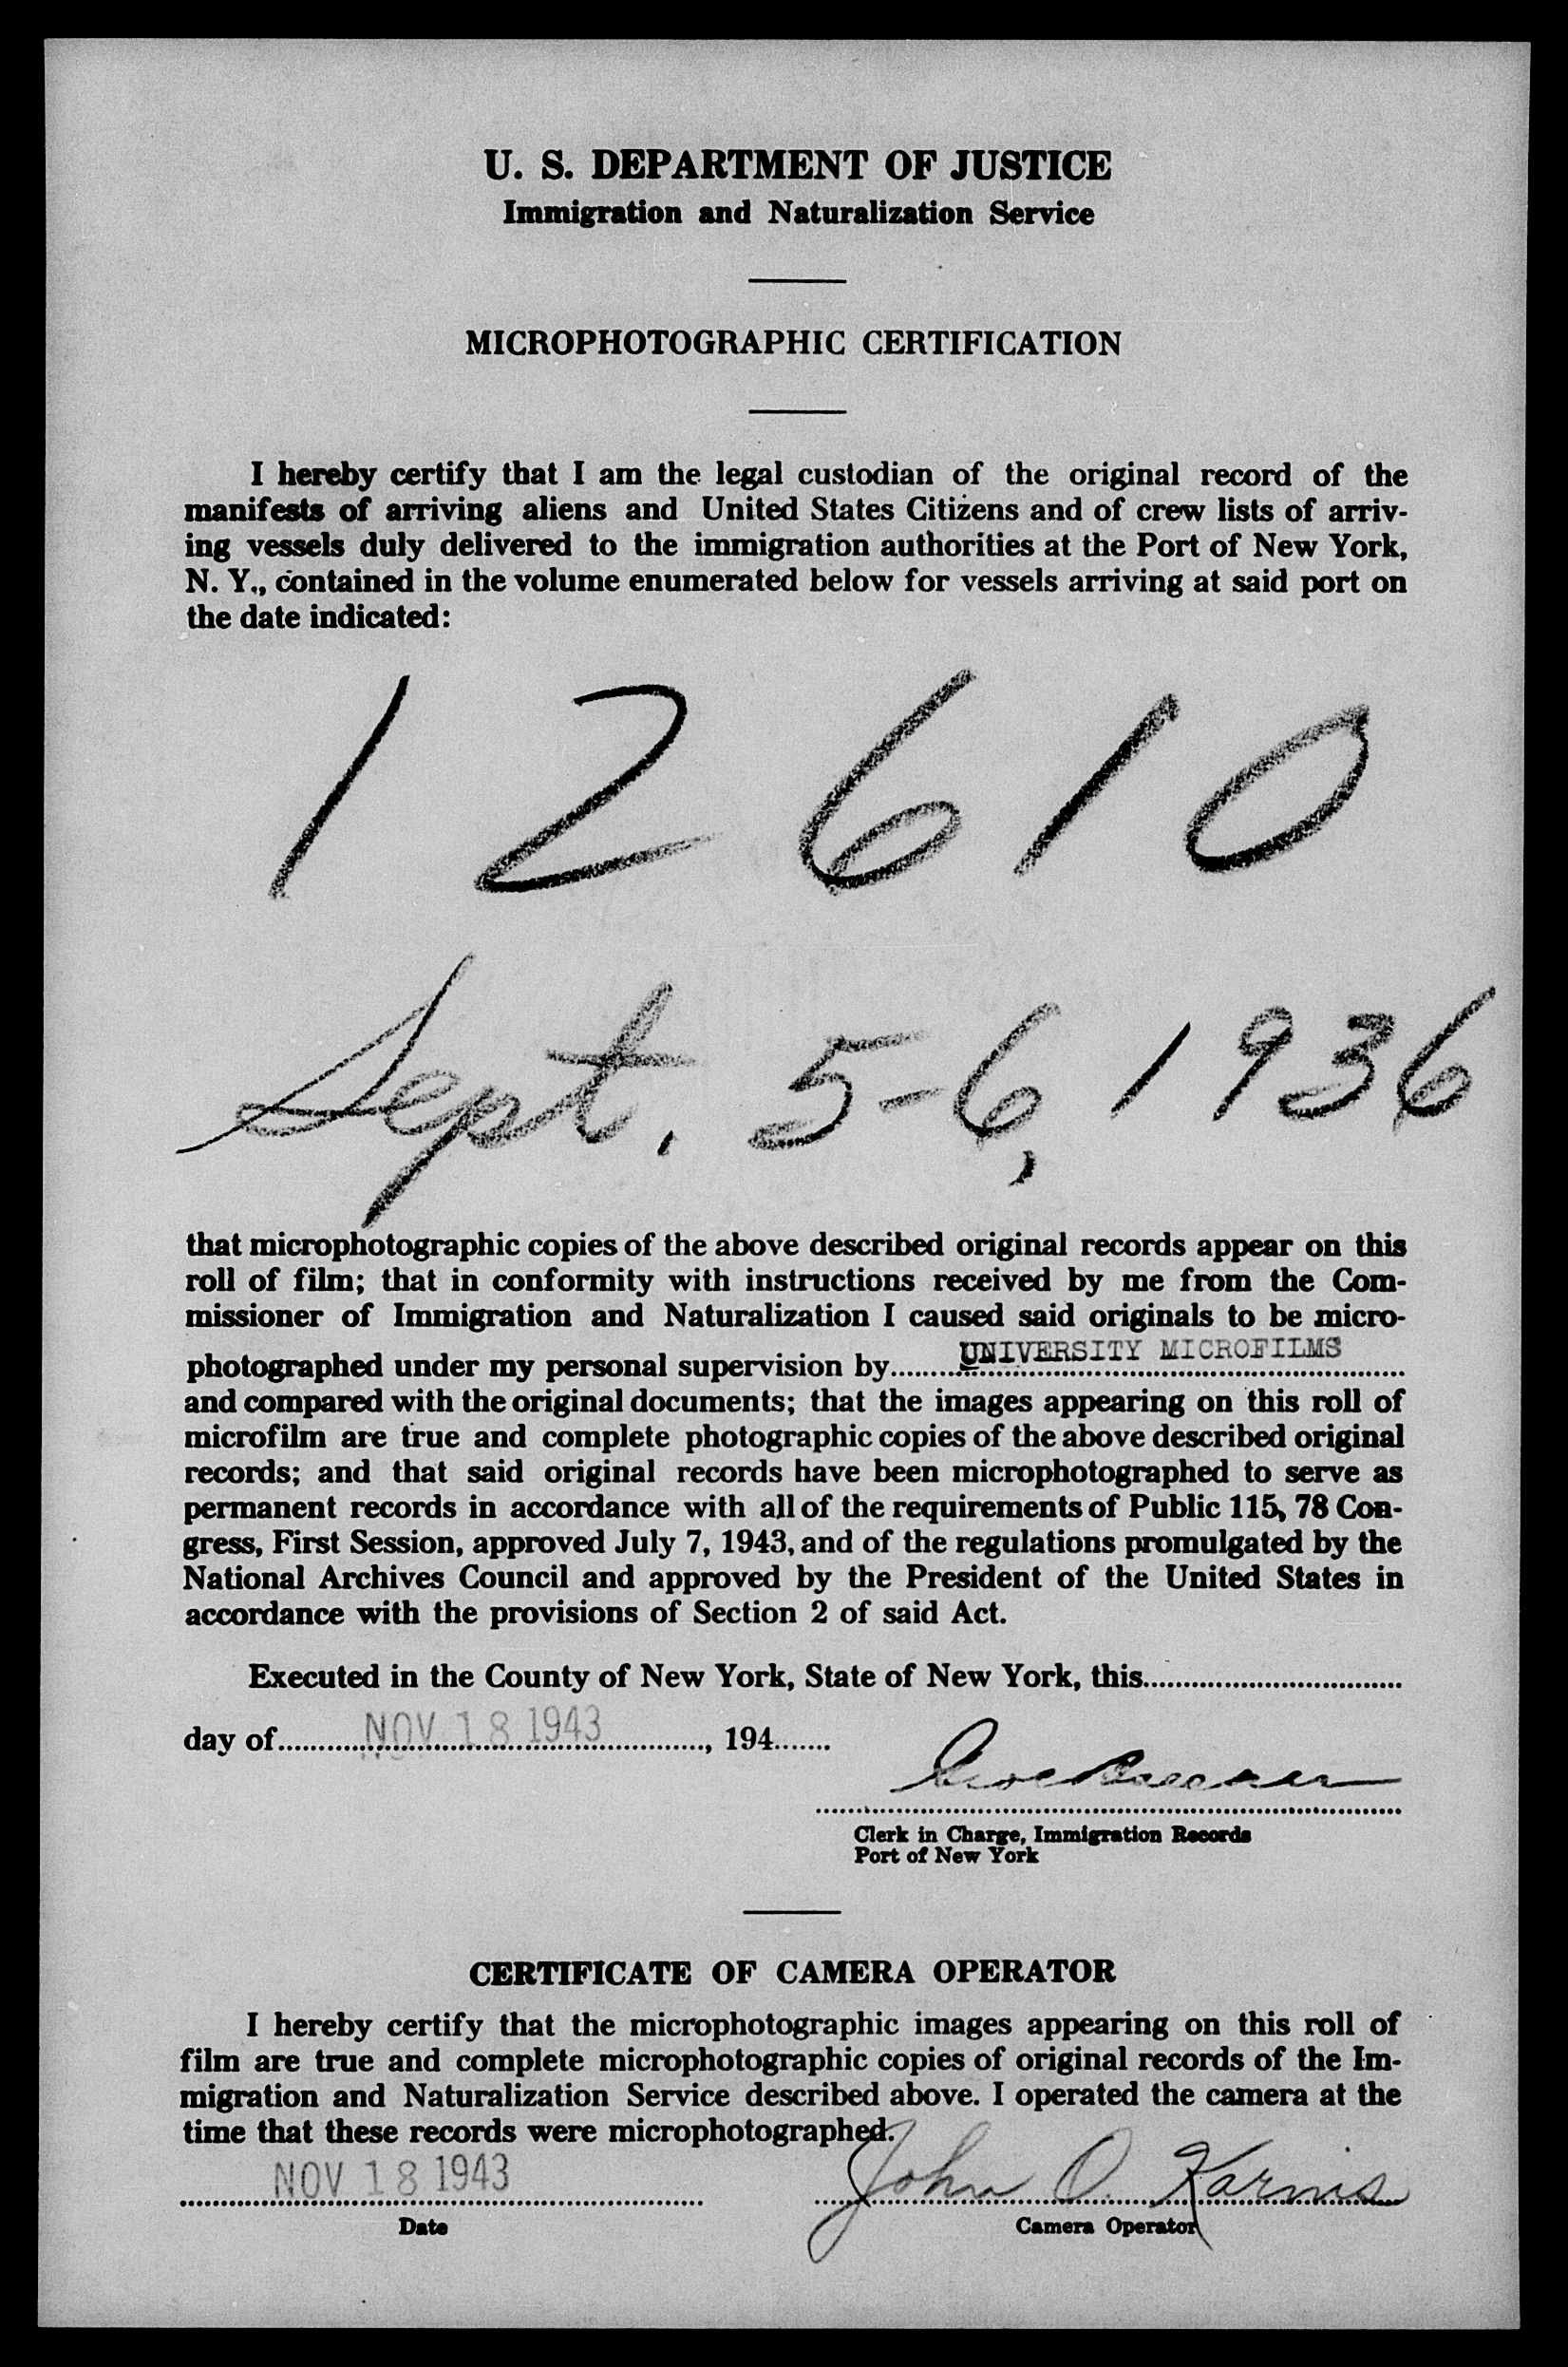 U. S. DEPARTMENT OF JUSTICE
Immigration and Naturalization Service
MICROPHOTOGRAPHIC CERTIFICATION
I hereby certify that I am the legal custodian of the original record of the
manifests of arriving aliens and United States Citizens and of crew lists of arriv-
ing vessels duly delivered to the immigration authorities at the Port of New York,
N. Y., contained in the volume enumerated below for vessels arriving at said port on
the date indicated:
12610
Sept. 5-6, 1936
that microphotographic copies of the above described original records appear on this
roll of film; that in conformity with instructions received by me from the Com-
missioner of Immigration and Naturalization I caused said originals to be micro-
photographed under my personal supervision by UNIVERSITY MICROFILMS
and compared with the original documents; that the images appearing on this roll of
microfilm are true and complete photographic copies of the above described original
records; and that said original records have been microphotographed to serve as
permanent records in accordance with all of the requirements of Public 115, 78 Con-
gress, First Session, approved July 7, 1943, and of the regulations promulgated by the
National Archives Council and approved by the President of the United States in
accordance with the provisions of Section 2 of said Act.
Executed in the County of New York, State of New York, this
day of NOV 18 1943, 194
Clerk in Charge, Immigration Records
Port of New York
CERTIFICATE OF CAMERA OPERATOR
I hereby certify that the microphotographic images appearing on this roll of
film are true and complete microphotographic copies of original records of the Im-
migration and Naturalization Service described above. I operated the camera at the
time that these records were microphotographed.
NOV 18 1943 John O. Karnis
Date Camera Operator